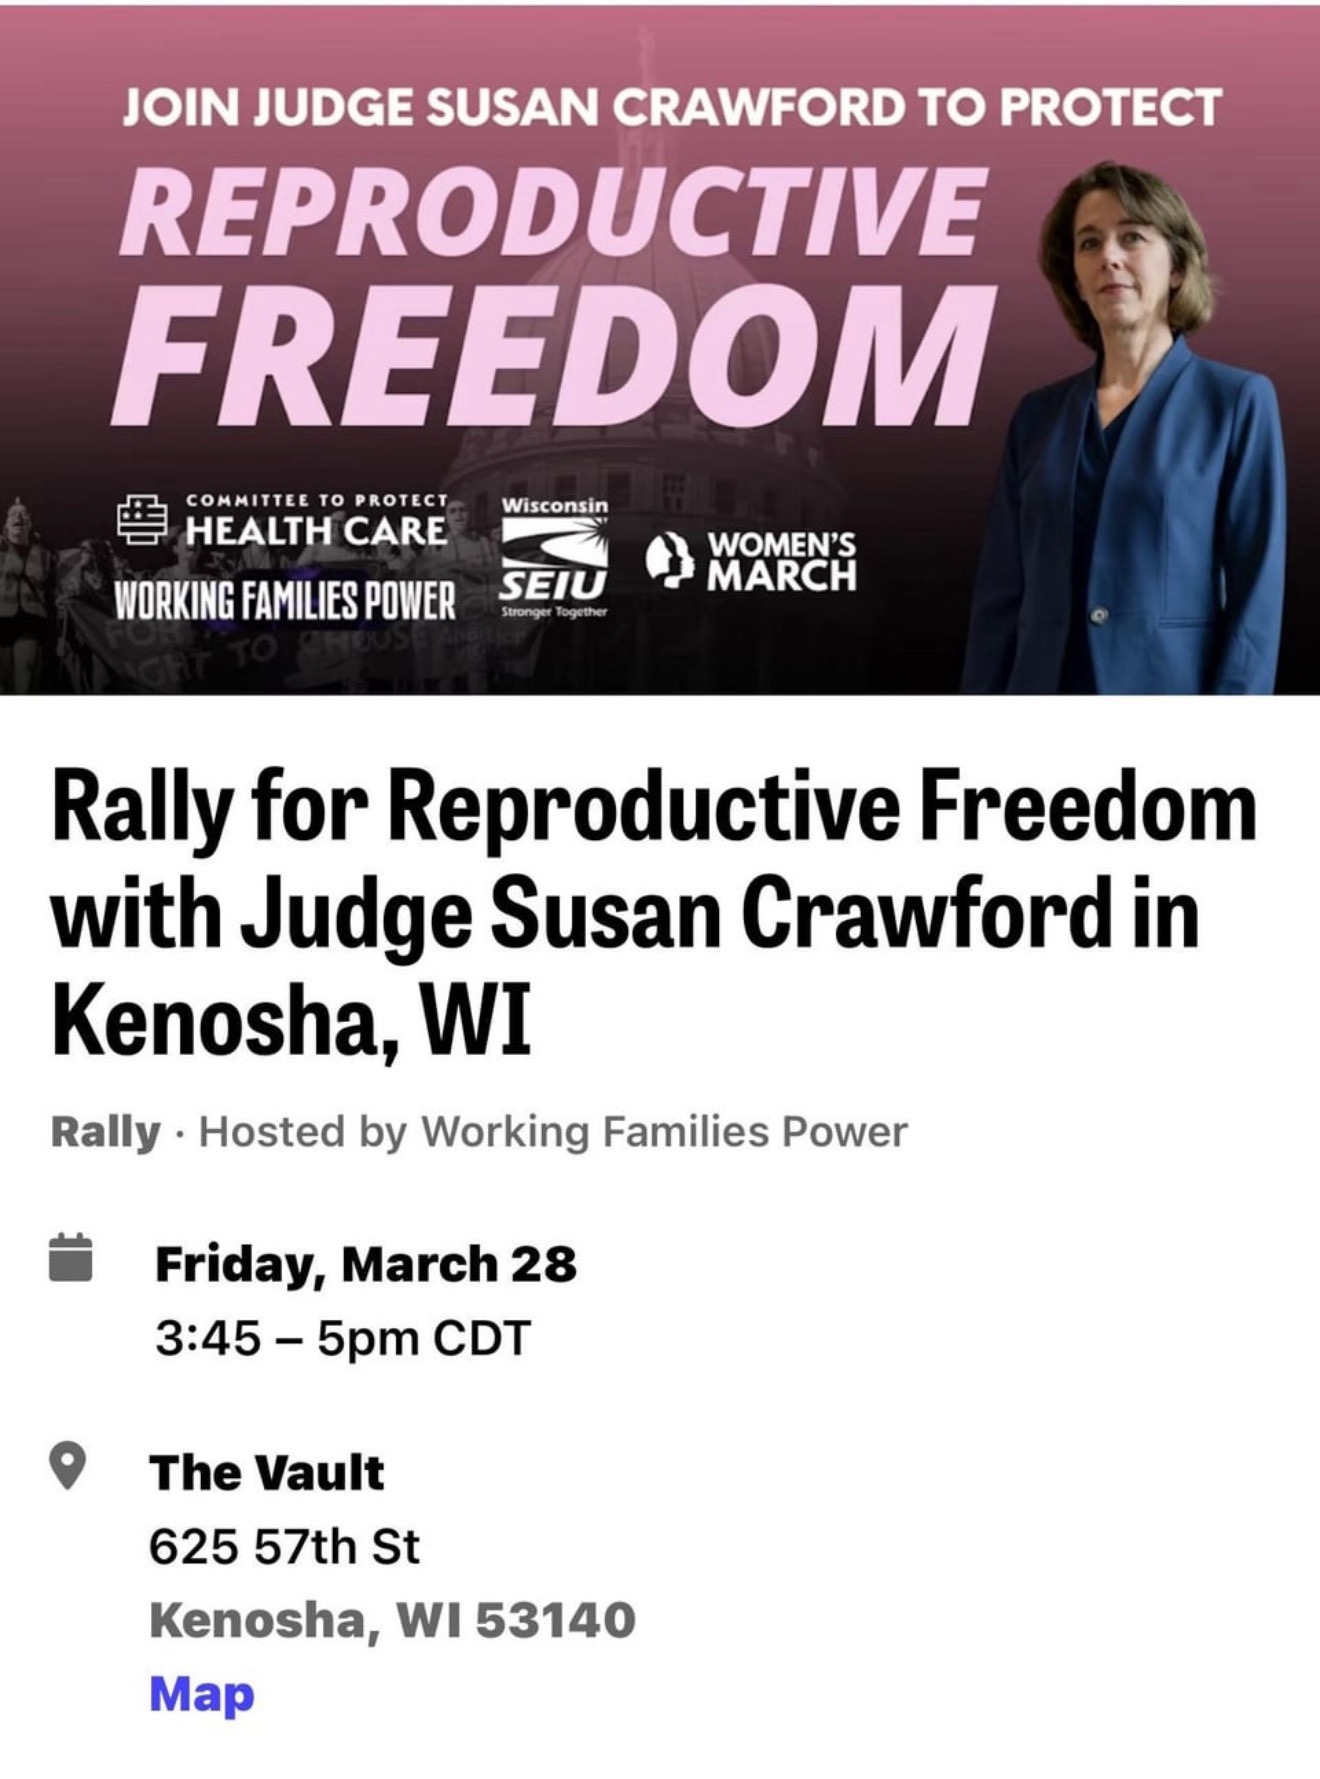 JOIN JUDGE SUSAN CRAWFORD TO PROTECT
REPRODUCTIVE
FREEDOM
COMMITTEE TO PROTECT
HEALTH CARE
WORKING FAMILIES POWER
Wisconsin
SEIU
Stronger Together
WOMEN'S
MARCH
TO CHOOSE
Rally for Reproductive Freedom
with Judge Susan Crawford in
Kenosha, WI
Rally · Hosted by Working Families Power
Friday, March 28
3:45 – 5pm CDT
The Vault
625 57th St
Kenosha, WI 53140
Map